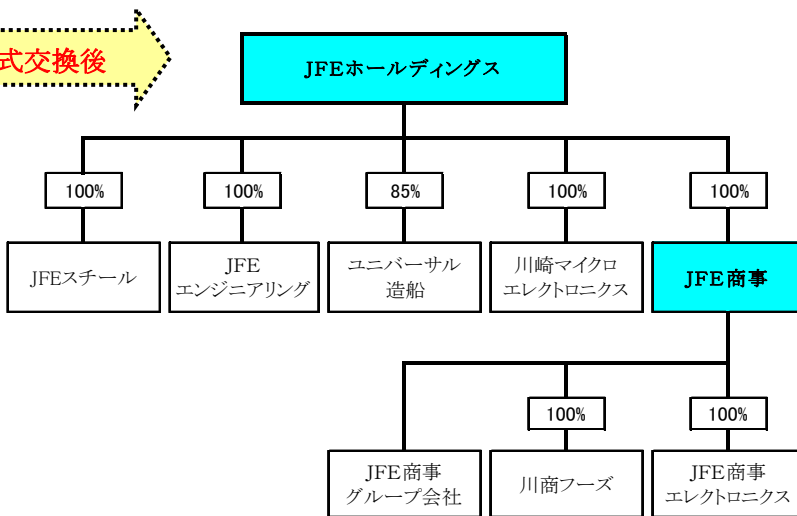 式交換後
JFEホールディングス
100%
100%
85%
100%
100%
JFEスチール
JFE
エンジニアリング
ユニバーサル
造船
川崎マイクロ
エレクトロニクス
JFE商事
100%
100%
JFE商事
グループ会社
川商フーズ
JFE商事
エレクトロニクス